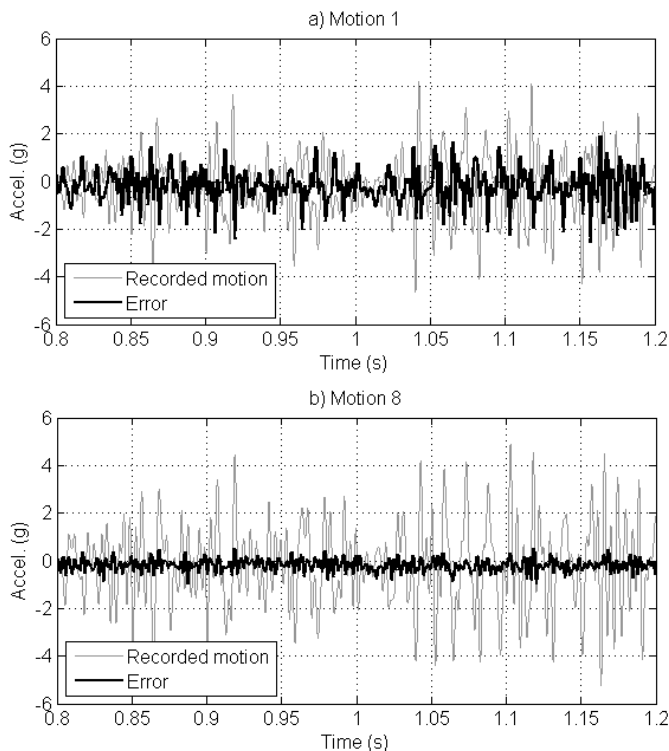 a) Motion 1
6
4
2
0
-2
-4
-6
Accel. (g)
Recorded motion
Error
0.8 0.85 0.9 0.95 1 1.05 1.1 1.15 1.2
Time (s)
b) Motion 8
6
4
2
0
-2
-4
-6
Accel. (g)
Recorded motion
Error
0.8 0.85 0.9 0.95 1 1.05 1.1 1.15 1.2
Time (s)